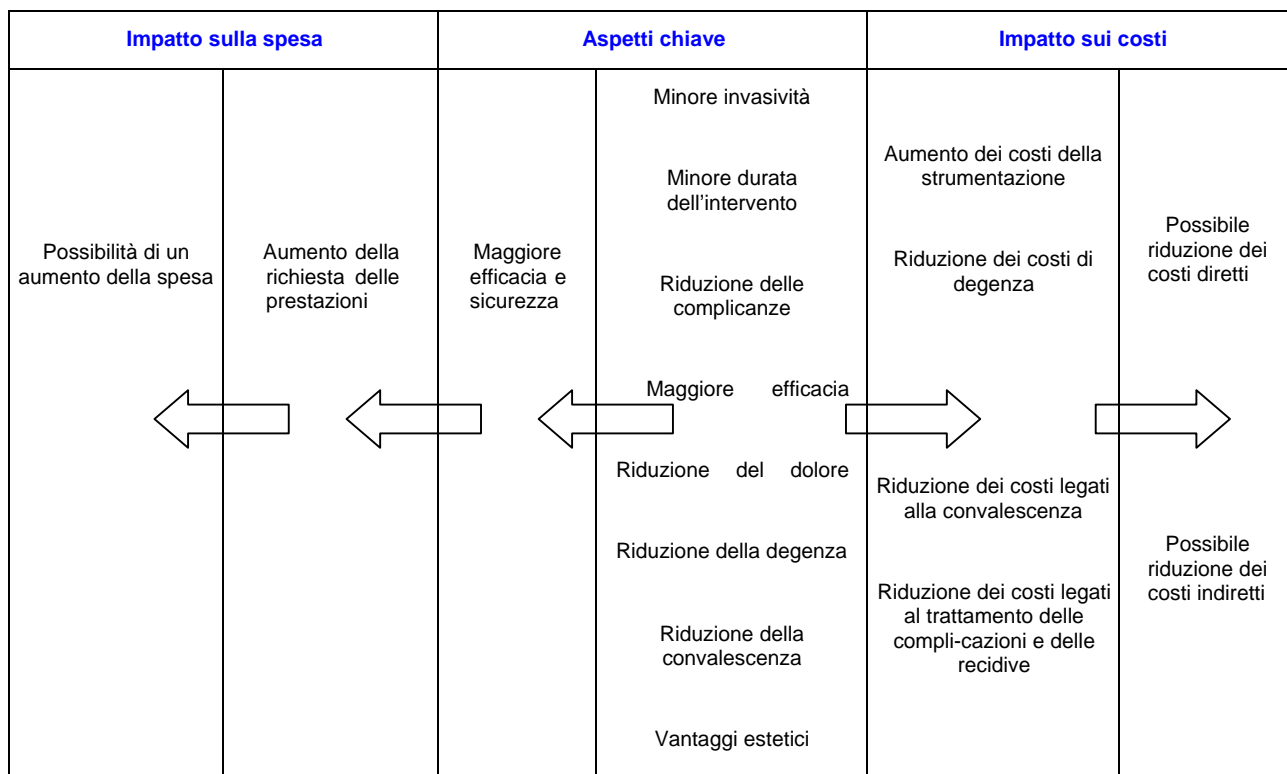 Impatto sulla spesa
Aspetti chiave
Impatto sui costi
Possibilità di un
aumento della spesa
Aumento della
richiesta delle
prestazioni
Maggiore
efficacia e
sicurezza
Minore invasività
Minore durata
dell'intervento
Riduzione delle
complicanze
Maggiore efficacia
Riduzione del dolore
Riduzione della degenza
Riduzione della
convalescenza
Vantaggi estetici
Aumento dei costi della
strumentazione
Riduzione dei costi di
degenza
Riduzione dei costi legati
alla convalescenza
Riduzione dei costi legati
al trattamento delle
compli-cazioni e delle
recidive
Possibile
riduzione dei
costi diretti
Possibile
riduzione dei
costi indiretti